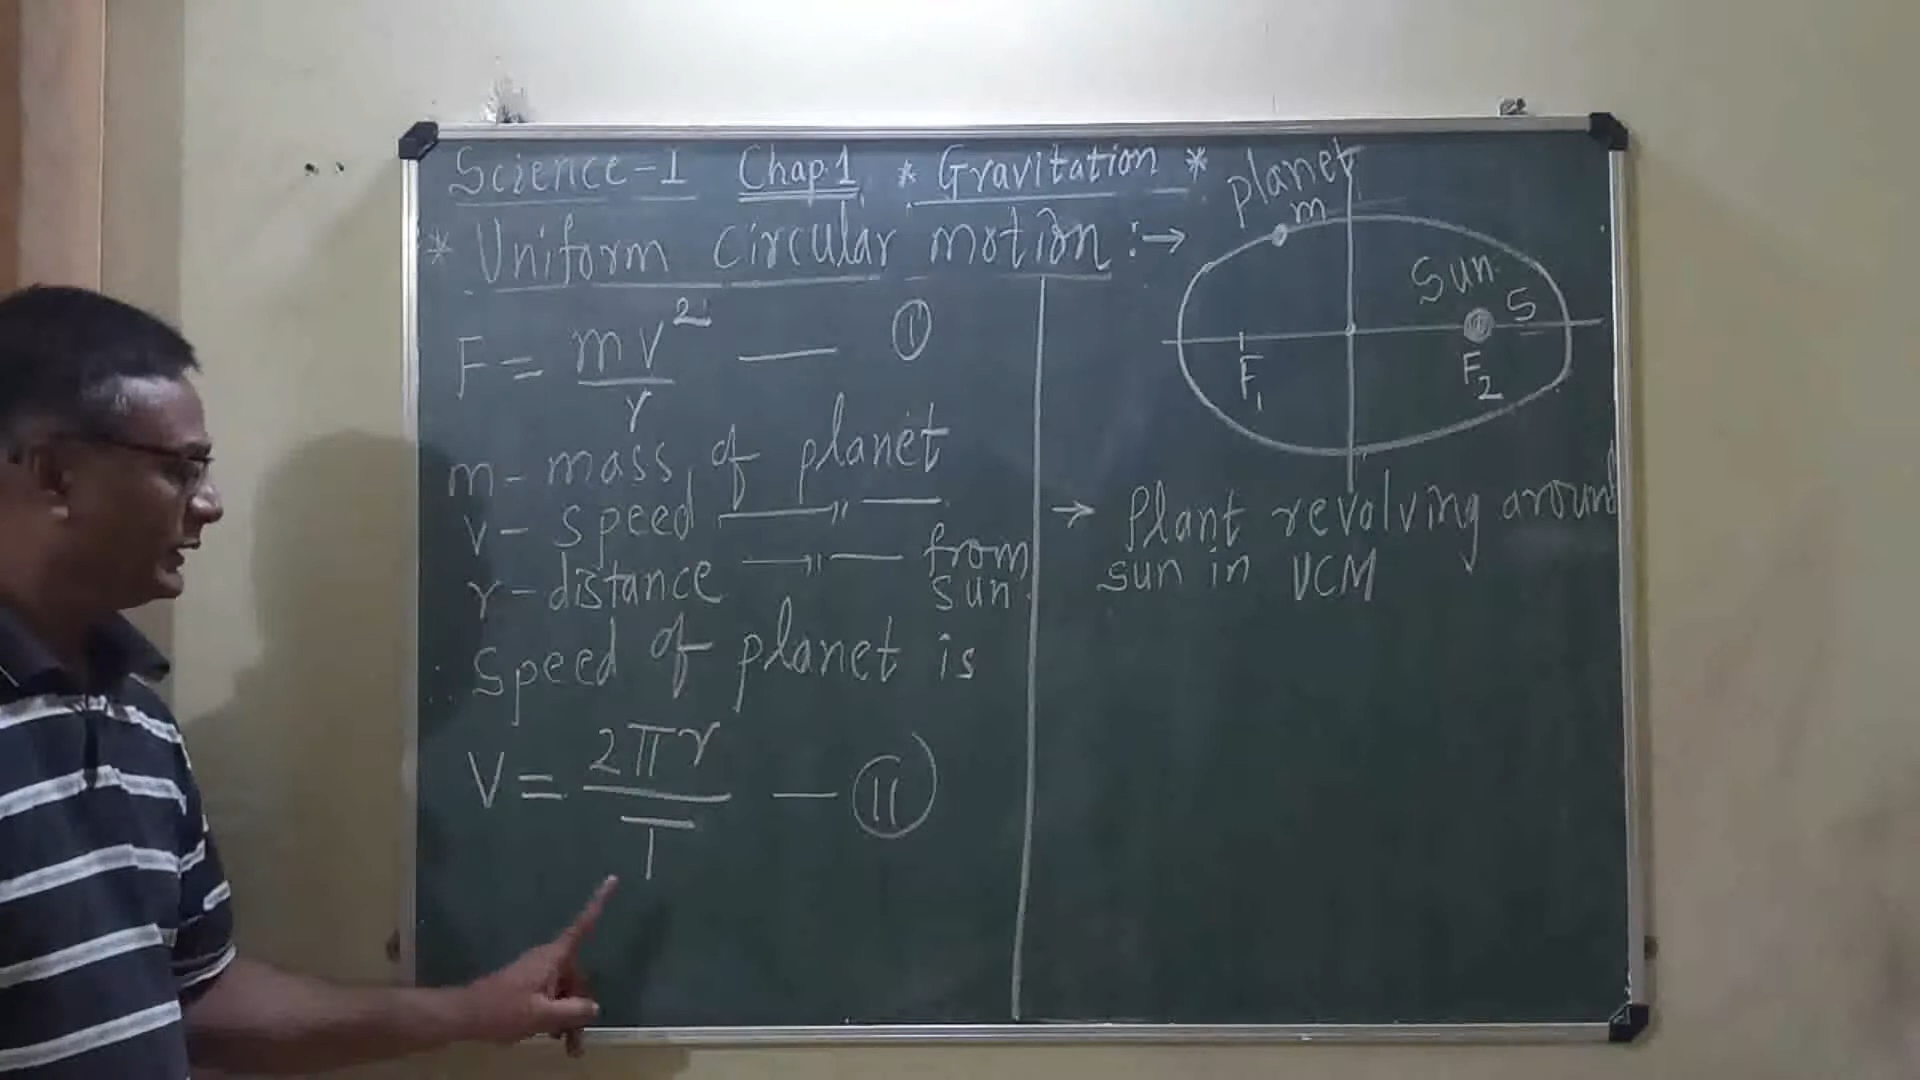 Science-1 Chap.1 * Gravitation *
* Uniform circular motion :→
F = mv²/r — (I)
m - mass of planet
v - speed —"—
r - distance —"— from sun.
Speed of planet is
V = 2πr/T — (II)
planet
m
Sun
S
F₁
F₂
→ Plant revolving around
sun in UCM